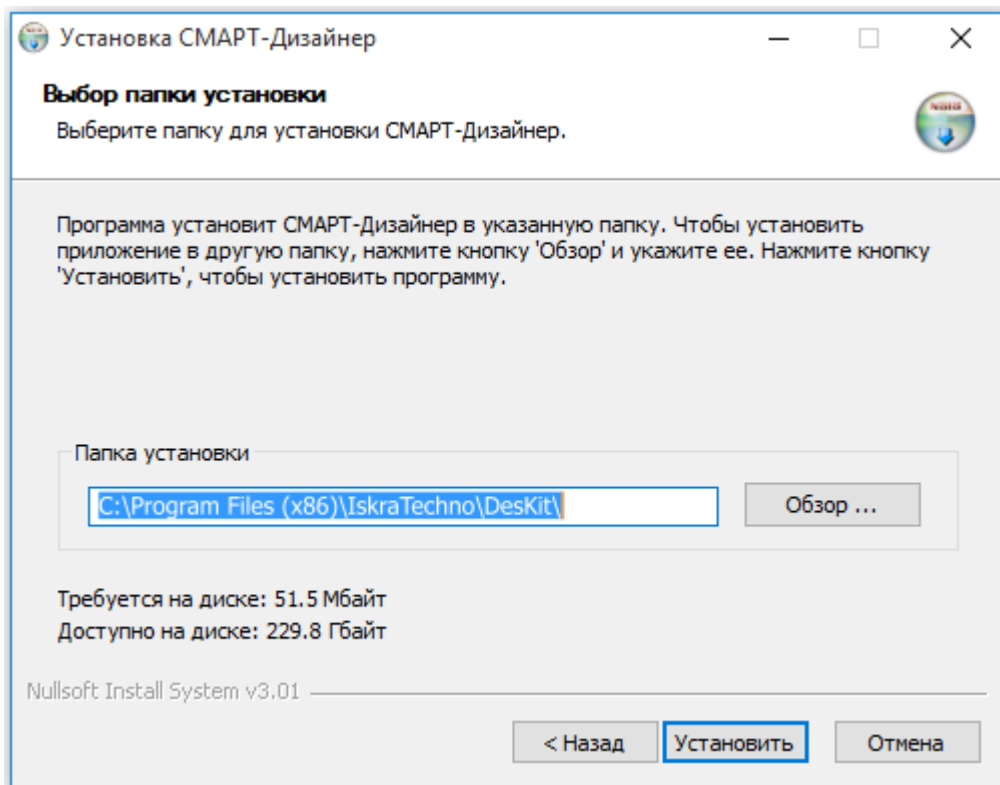 Установка СМАРТ-Дизайнер
Выбор папки установки
Выберите папку для установки СМАРТ-Дизайнер.
Программа установит СМАРТ-Дизайнер в указанную папку. Чтобы установить
приложение в другую папку, нажмите кнопку 'Обзор' и укажите ее. Нажмите кнопку
'Установить', чтобы установить программу.
Папка установки
C:\Program Files (x86)\IskraTechno\DesKit\
Обзор ...
Требуется на диске: 51.5 Мбайт
Доступно на диске: 229.8 Гбайт
Nullsoft Install System v3.01
< Назад
Установить
Отмена